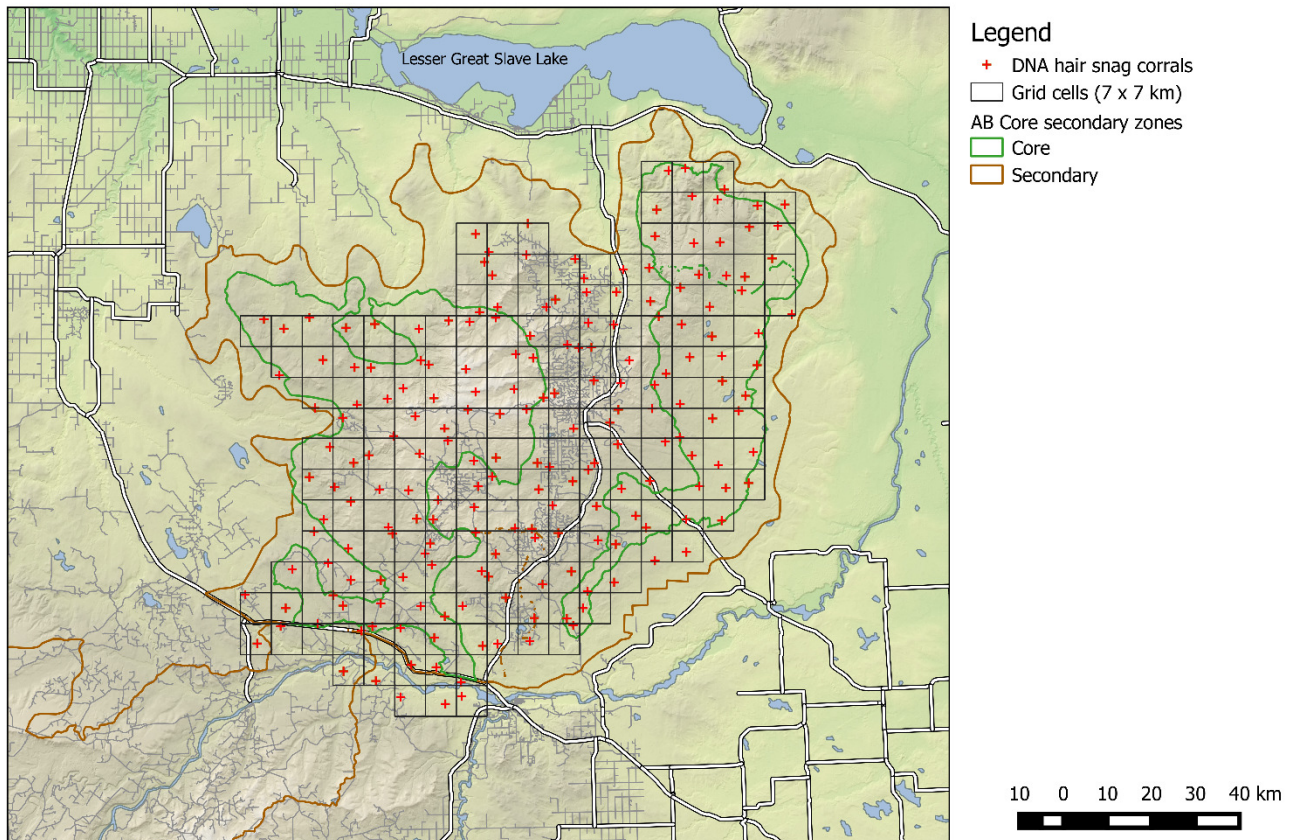 Lesser Great Slave Lake
Legend
DNA hair snag corrals
Grid cells (7 x 7 km)
AB Core secondary zones
Core
Secondary
10 0 10 20 30 40 km